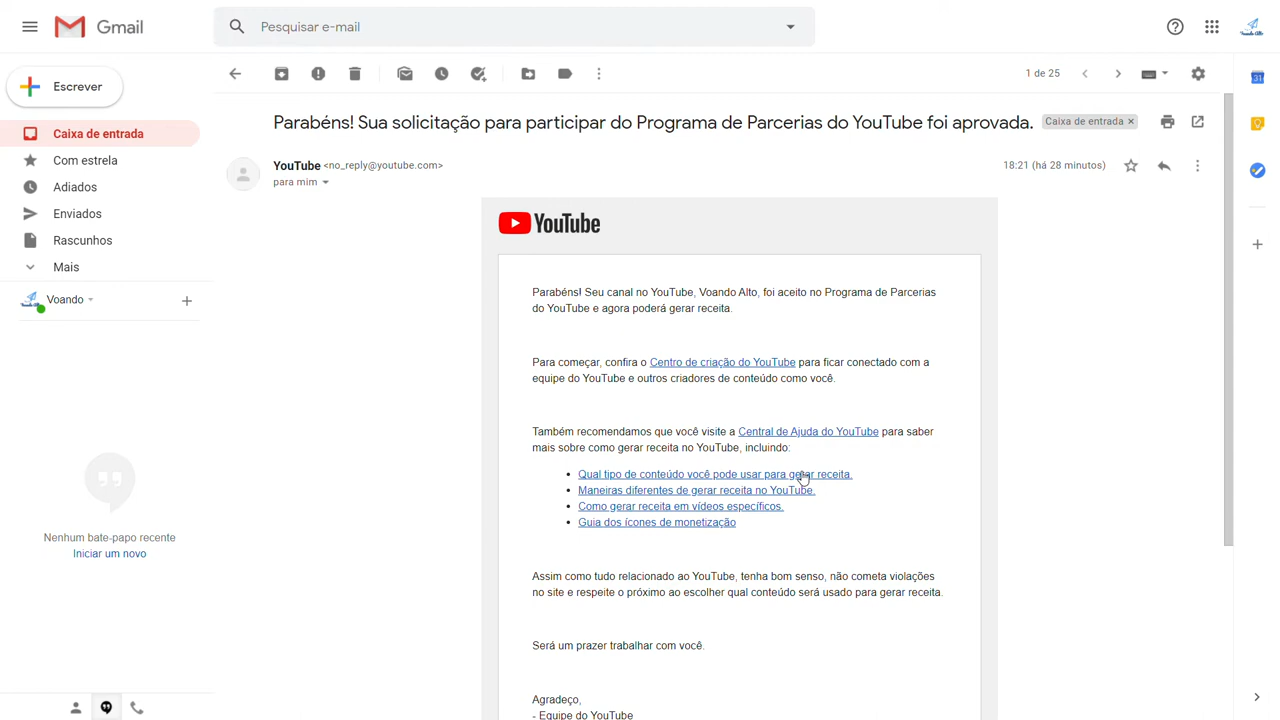 Gmail
Pesquisar e-mail
Escrever
1 de 25
31
Caixa de entrada
Com estrela
Adiados
Enviados
Rascunhos
Mais
Voando
Nenhum bate-papo recente
Iniciar um novo
Parabéns! Sua solicitação para participar do Programa de Parcerias do YouTube foi aprovada.
Caixa de entrada ×
YouTube <no_reply@youtube.com>
18:21 (há 28 minutos)
para mim
YouTube
Parabéns! Seu canal no YouTube, Voando Alto, foi aceito no Programa de Parcerias
do YouTube e agora poderá gerar receita.
Para começar, confira o Centro de criação do YouTube para ficar conectado com a
equipe do YouTube e outros criadores de conteúdo como você.
Também recomendamos que você visite a Central de Ajuda do YouTube para saber
mais sobre como gerar receita no YouTube, incluindo:
• Qual tipo de conteúdo você pode usar para gerar receita.
• Maneiras diferentes de gerar receita no YouTube.
• Como gerar receita em vídeos específicos.
• Guia dos ícones de monetização
Assim como tudo relacionado ao YouTube, tenha bom senso, não cometa violações
no site e respeite o próximo ao escolher qual conteúdo será usado para gerar receita.
Será um prazer trabalhar com você.
Agradeço,
- Equipe do YouTube